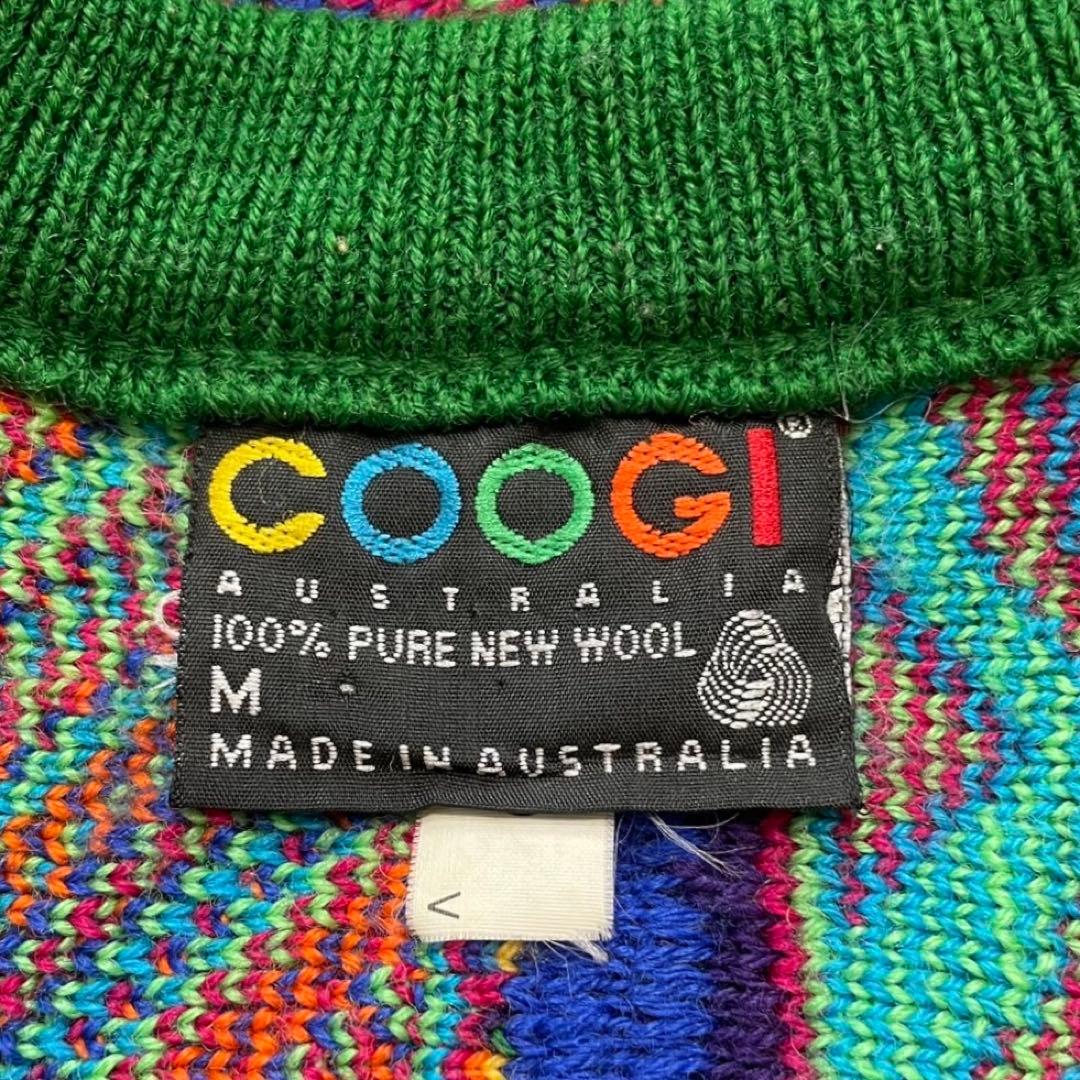 COOGI®
AUSTRALIA
100% PURE NEW WOOL
M
MADE IN AUSTRALIA
V